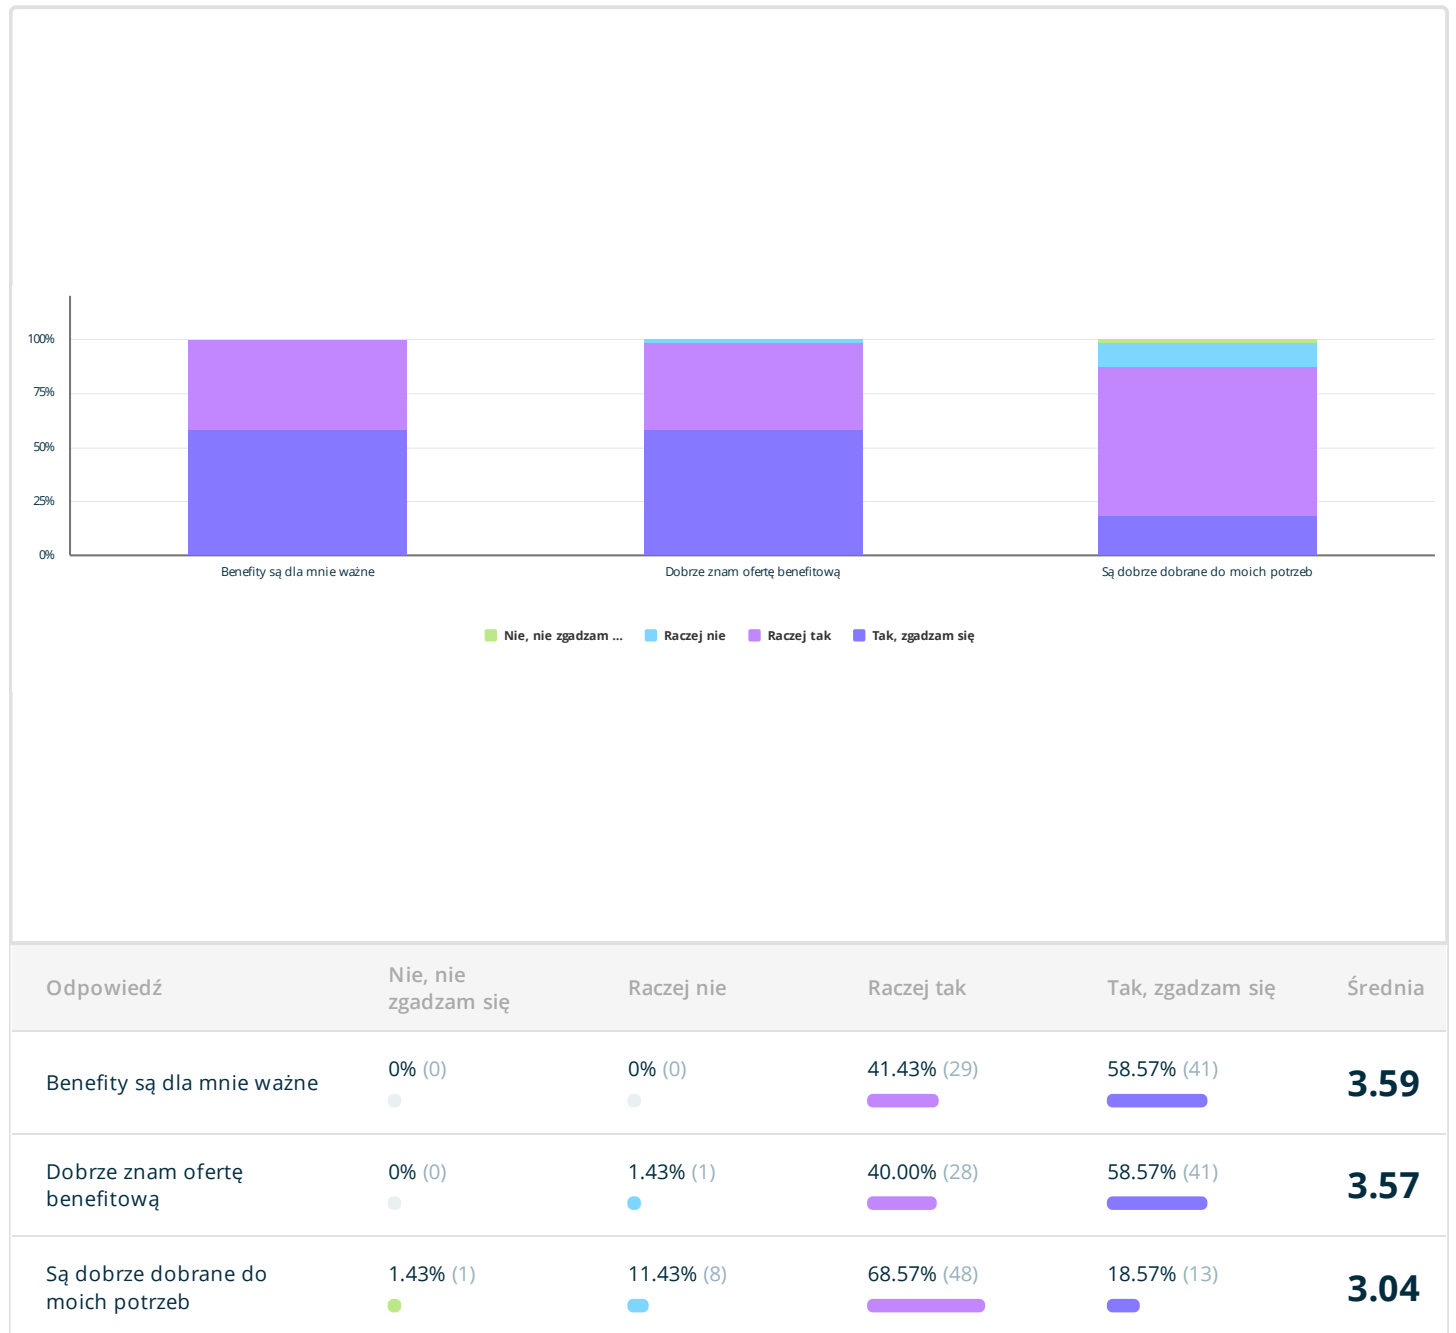 100%
75%
50%
25%
0%
Benefity są dla mnie ważne
Dobrze znam ofertę benefitową
Są dobrze dobrane do moich potrzeb
Nie, nie zgadzam ...
Raczej nie
Raczej tak
Tak, zgadzam się
Odpowiedź
Nie, nie
zgadzam się
Raczej nie
Raczej tak
Tak, zgadzam się
Średnia
Benefity są dla mnie ważne
0% (0)
0% (0)
41.43% (29)
58.57% (41)
3.59
Dobrze znam ofertę
benefitową
0% (0)
1.43% (1)
40.00% (28)
58.57% (41)
3.57
Są dobrze dobrane do
moich potrzeb
1.43% (1)
11.43% (8)
68.57% (48)
18.57% (13)
3.04